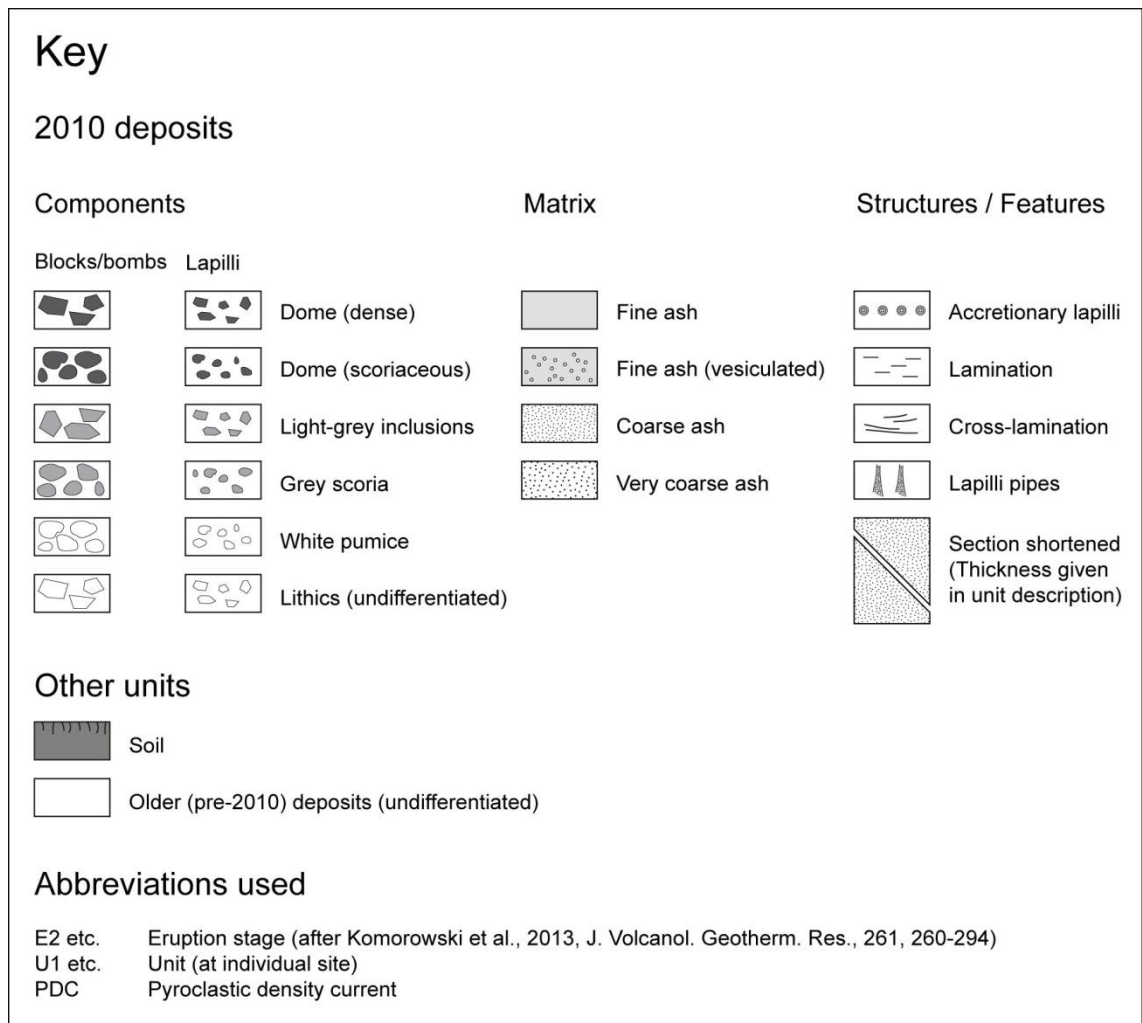 Key
2010 deposits
Components
Matrix
Structures / Features
Blocks/bombs
Lapilli
Dome (dense)
Fine ash
Accretionary lapilli
Dome (scoriaceous)
Fine ash (vesiculated)
Lamination
Light-grey inclusions
Coarse ash
Cross-lamination
Grey scoria
Very coarse ash
Lapilli pipes
White pumice
Section shortened
(Thickness given
in unit description)
Lithics (undifferentiated)
Other units
Soil
Older (pre-2010) deposits (undifferentiated)
Abbreviations used
E2 etc. Eruption stage (after Komorowski et al., 2013, J. Volcanol. Geotherm. Res., 261, 260-294)
U1 etc. Unit (at individual site)
PDC Pyroclastic density current